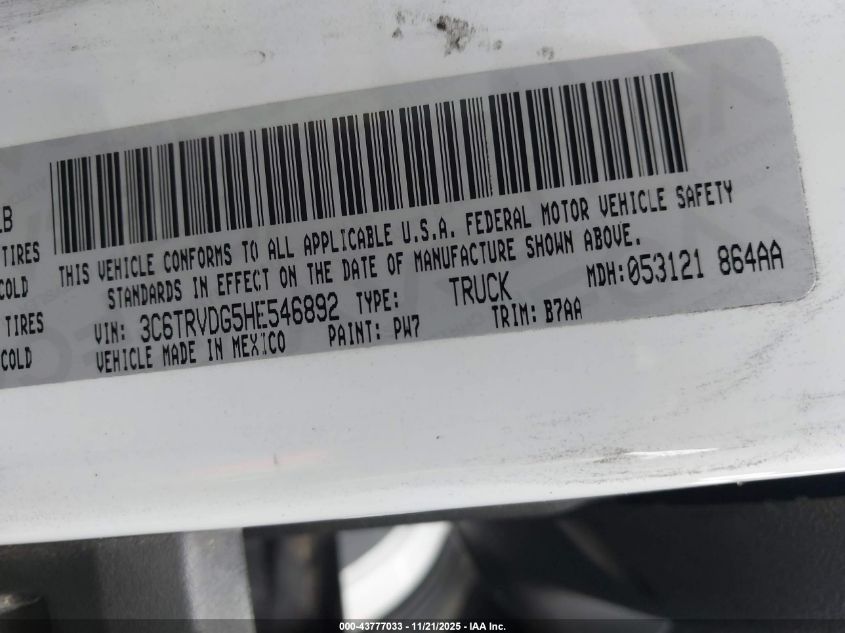 LB
TIRES
COLD
TIRES
COLD
THIS VEHICLE CONFORMS TO ALL APPLICABLE U.S.A. FEDERAL MOTOR VEHICLE SAFETY
STANDARDS IN EFFECT ON THE DATE OF MANUFACTURE SHOWN ABOVE.
VIN: 3C6TRVDG5HE546892 TYPE: TRUCK MDH:053121 864AA
VEHICLE MADE IN MEXICO PAINT: PW7 TRIM: B7AA
000-43777033 - 11/21/2025 - IAA Inc.